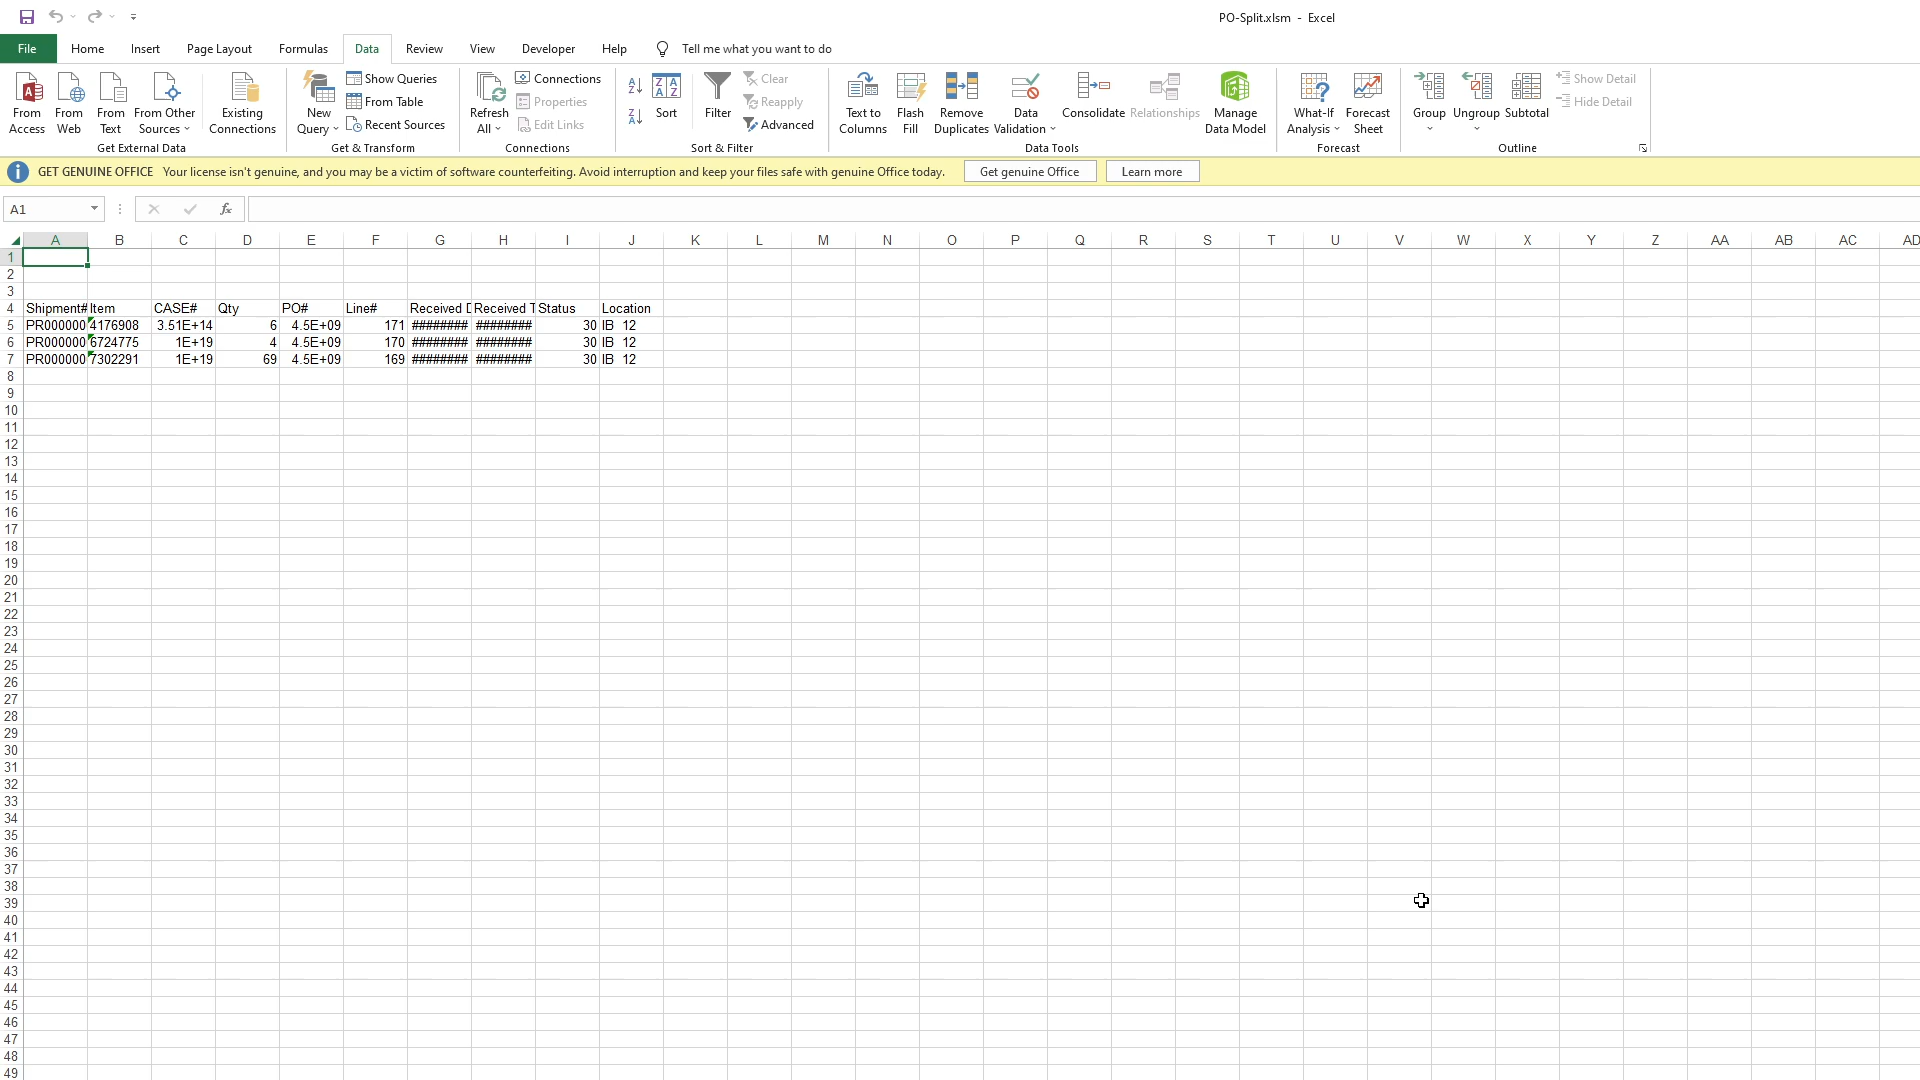 PO-Split.xlsm - Excel
File Home Insert Page Layout Formulas Data Review View Developer Help Tell me what you want to do
From Access
From Web
From Text
From Other Sources
Existing Connections
Get External Data
New Query
Show Queries
From Table
Recent Sources
Get & Transform
Refresh All
Connections
Properties
Edit Links
Connections
Sort
Filter
Clear
Reapply
Advanced
Sort & Filter
Text to Columns
Flash Fill
Remove Duplicates
Data Validation
Consolidate
Relationships
Manage Data Model
Data Tools
What-If Analysis
Forecast Sheet
Forecast
Group
Ungroup
Subtotal
Show Detail
Hide Detail
Outline
GET GENUINE OFFICE Your license isn't genuine, and you may be a victim of software counterfeiting. Avoid interruption and keep your files safe with genuine Office today. Get genuine Office Learn more
A1 fx
A B C D E F G H I J K L M N O P Q R S T U V W X Y Z AA AB AC AD
1
2
3
4 Shipment# Item CASE# Qty PO# Line# Received D Received T Status Location
5 PR000000 4176908 3.51E+14 6 4.5E+09 171 ######## ######## 30 IB 12
6 PR000000 6724775 1E+19 4 4.5E+09 170 ######## ######## 30 IB 12
7 PR000000 7302291 1E+19 69 4.5E+09 169 ######## ######## 30 IB 12
8
9
10
11
12
13
14
15
16
17
18
19
20
21
22
23
24
25
26
27
28
29
30
31
32
33
34
35
36
37
38
39
40
41
42
43
44
45
46
47
48
49